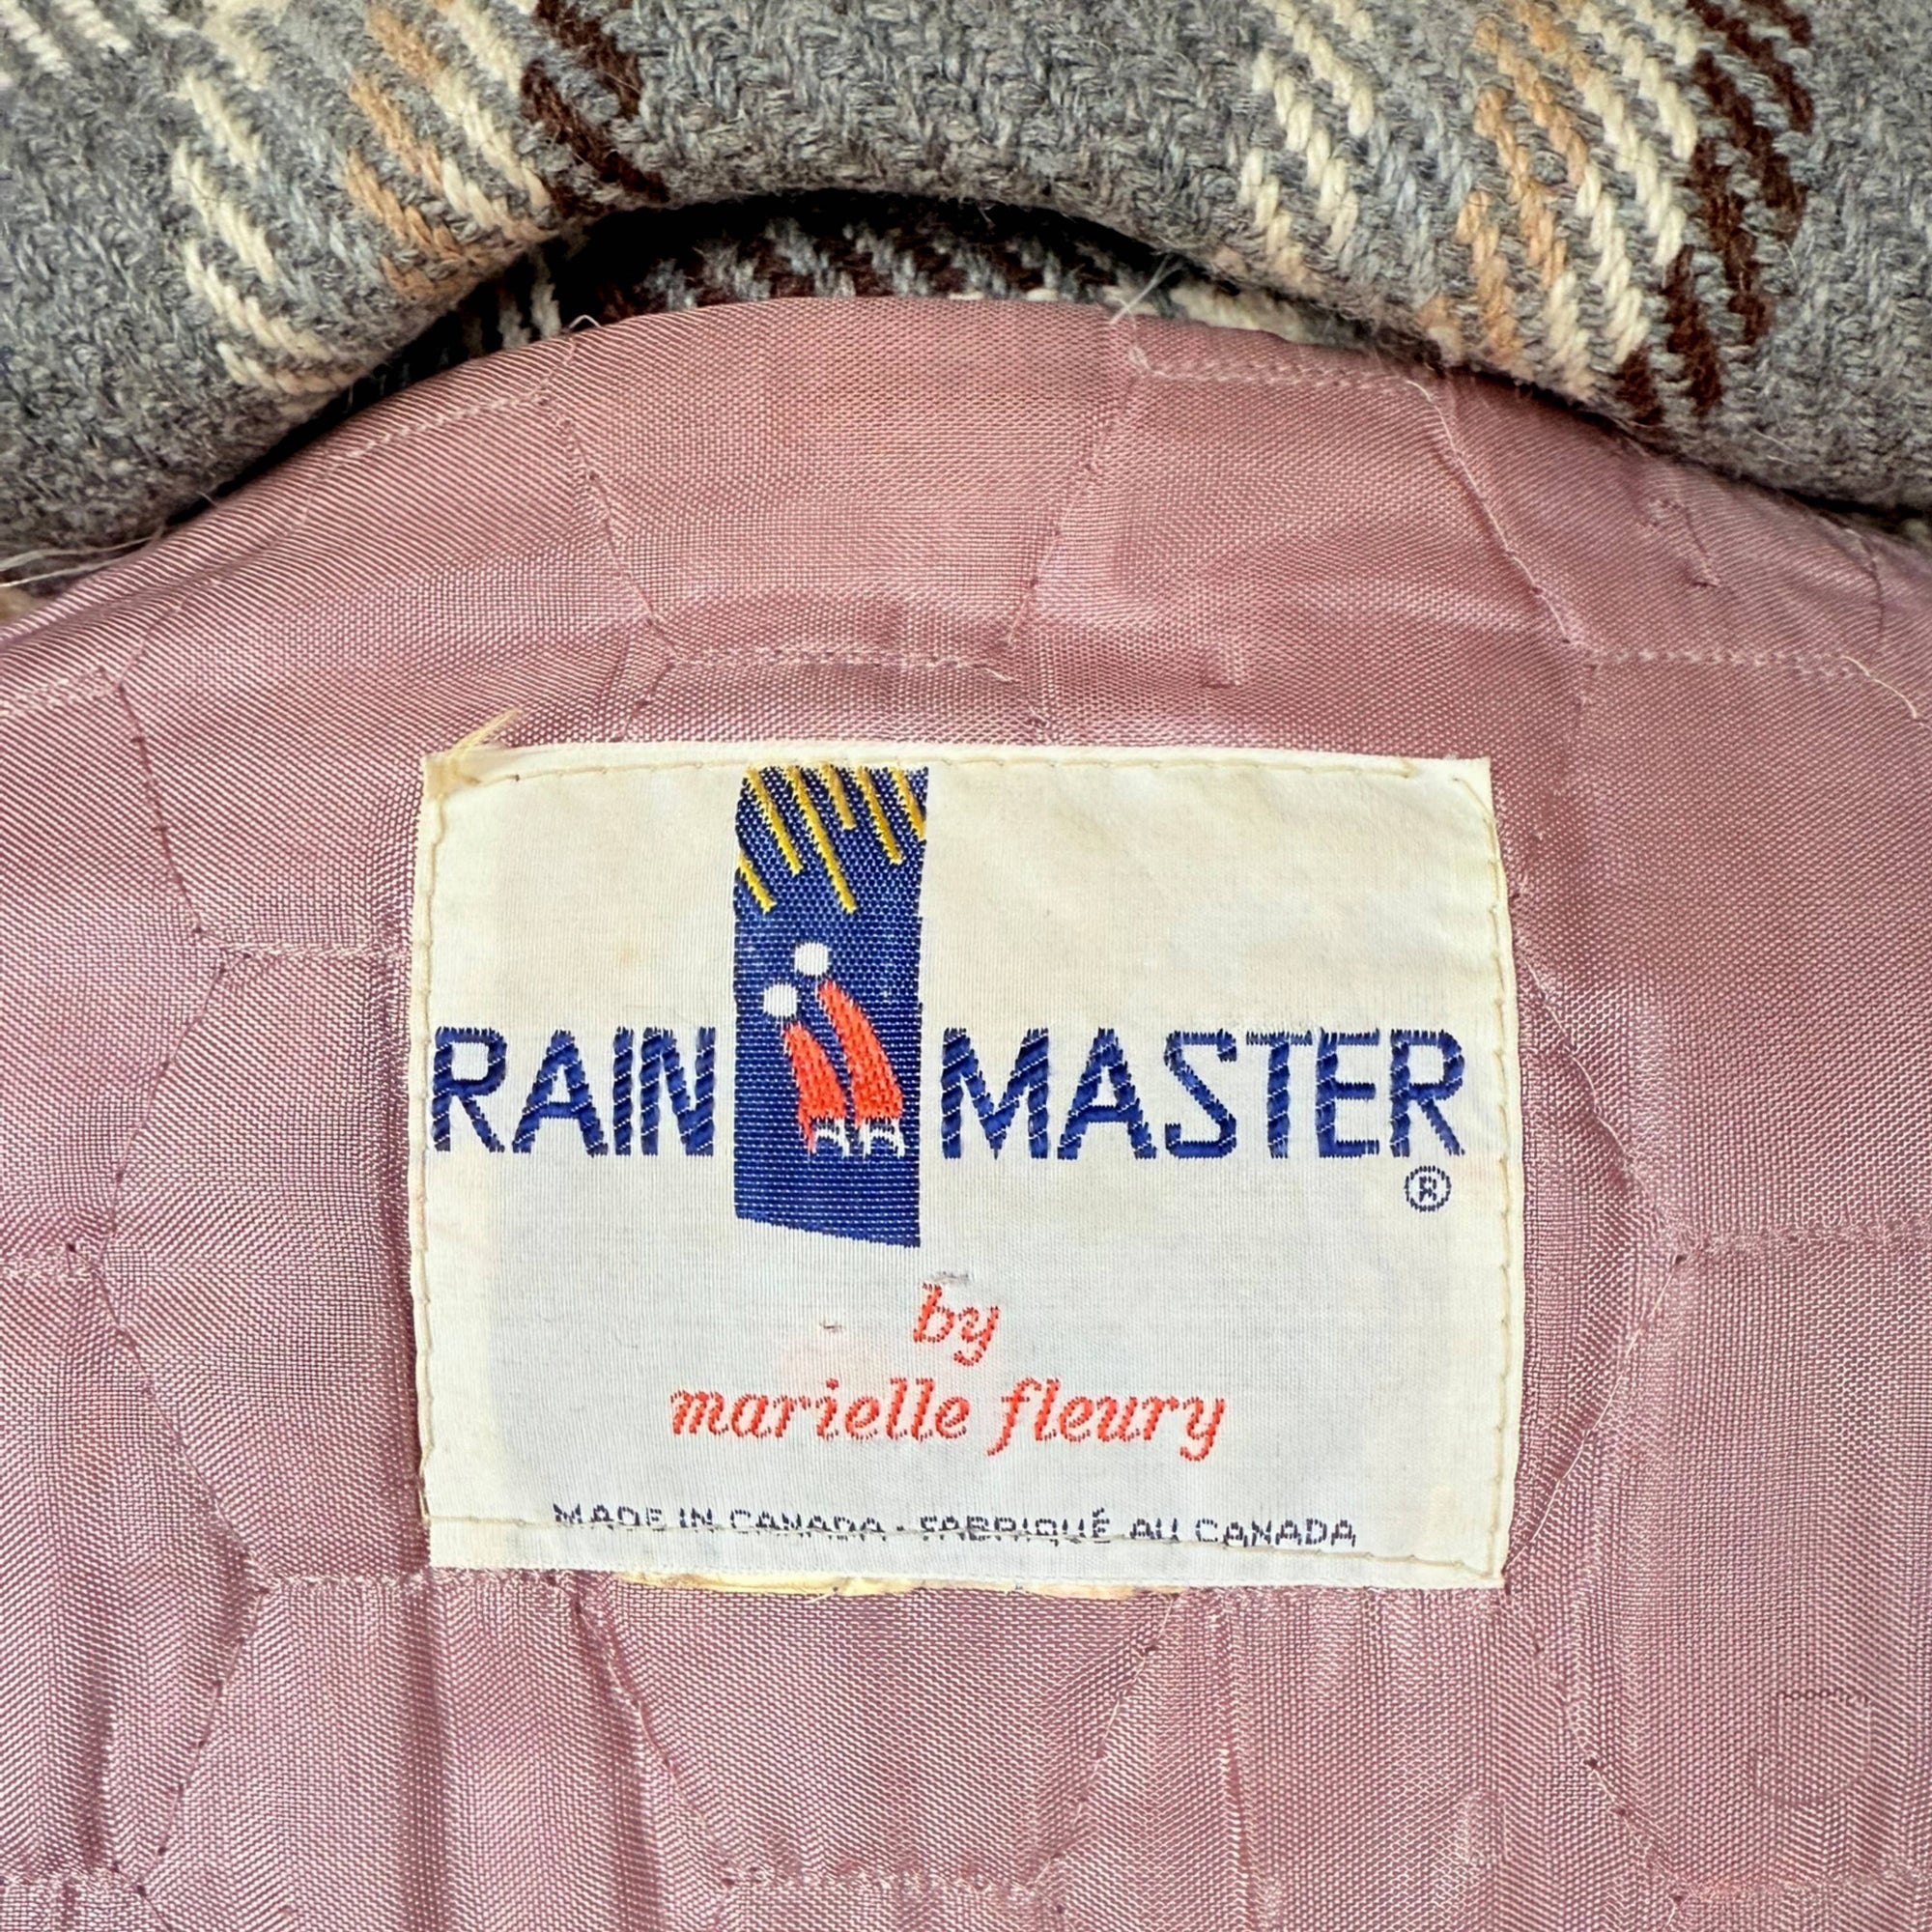 RAIN MASTER
®
by
marielle fleury
MADE IN CANADA · FABRIQUÉ AU CANADA